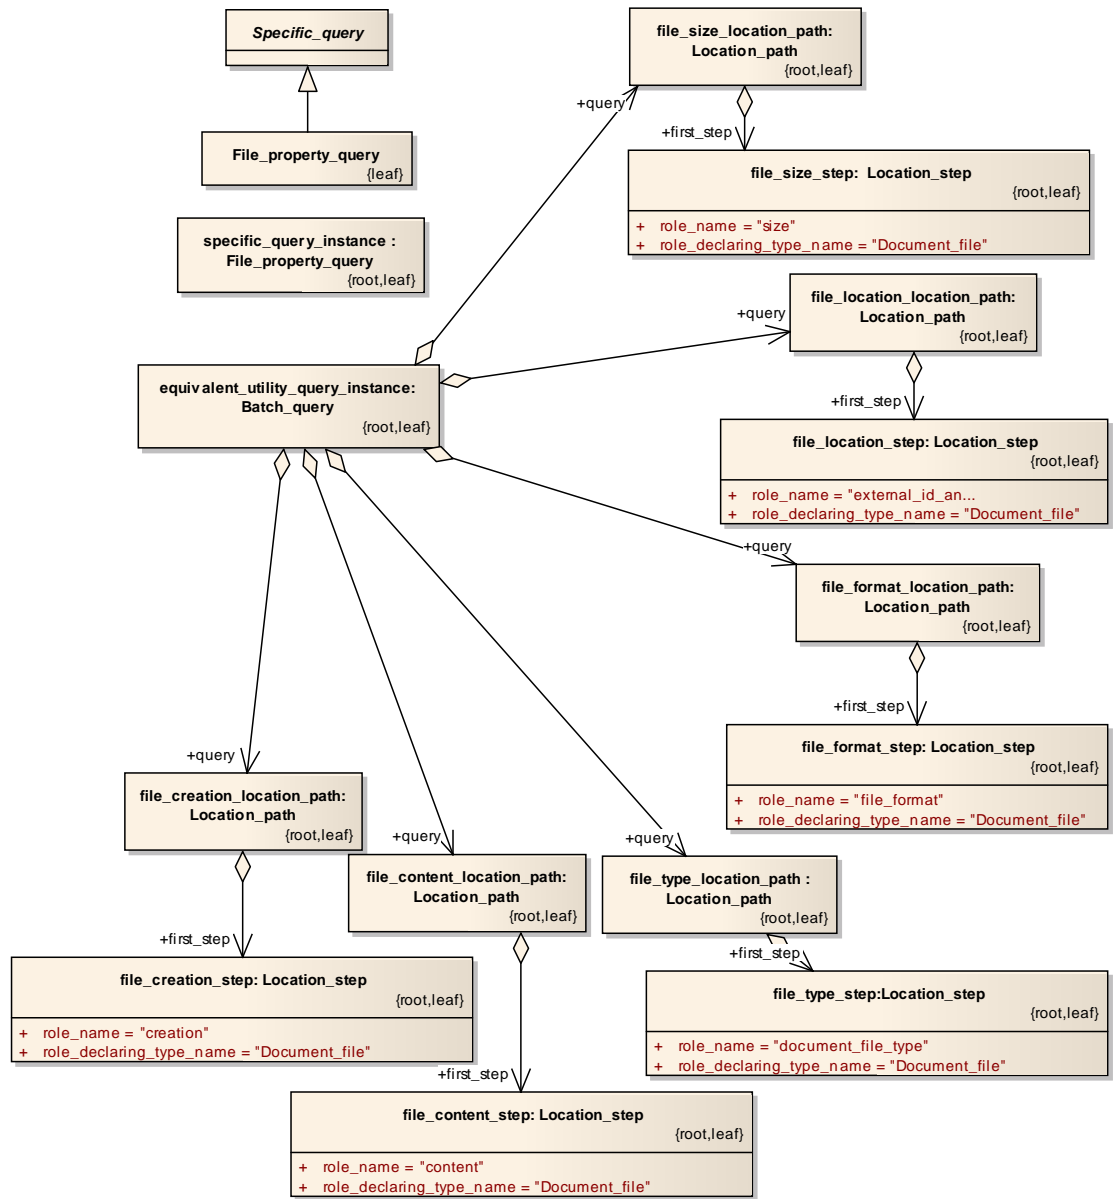 Specific_query
File_property_query
{leaf}
specific_query_instance :
File_property_query
{root,leaf}
file_size_location_path:
Location_path
{root,leaf}
+query
+first_step
file_size_step:  Location_step
{root,leaf}
+ role_name = "size"
+ role_declaring_type_name = "Document_file"
file_location_location_path:
Location_path
{root,leaf}
+query
+first_step
file_location_step: Location_step
{root,leaf}
+ role_name = "external_id_an...
+ role_declaring_type_name = "Document_file"
equivalent_utility_query_instance:
Batch_query
{root,leaf}
+query
file_format_location_path:
Location_path
{root,leaf}
+first_step
file_format_step: Location_step
{root,leaf}
+ role_name = "file_format"
+ role_declaring_type_name = "Document_file"
+query
file_creation_location_path:
Location_path
{root,leaf}
+first_step
file_creation_step: Location_step
{root,leaf}
+ role_name = "creation"
+ role_declaring_type_name = "Document_file"
+query
file_content_location_path:
Location_path
{root,leaf}
+first_step
file_content_step: Location_step
{root,leaf}
+ role_name = "content"
+ role_declaring_type_name = "Document_file"
+query
file_type_location_path :
Location_path
{root,leaf}
+first_step
file_type_step:Location_step
{root,leaf}
+ role_name = "document_file_type"
+ role_declaring_type_name = "Document_file"